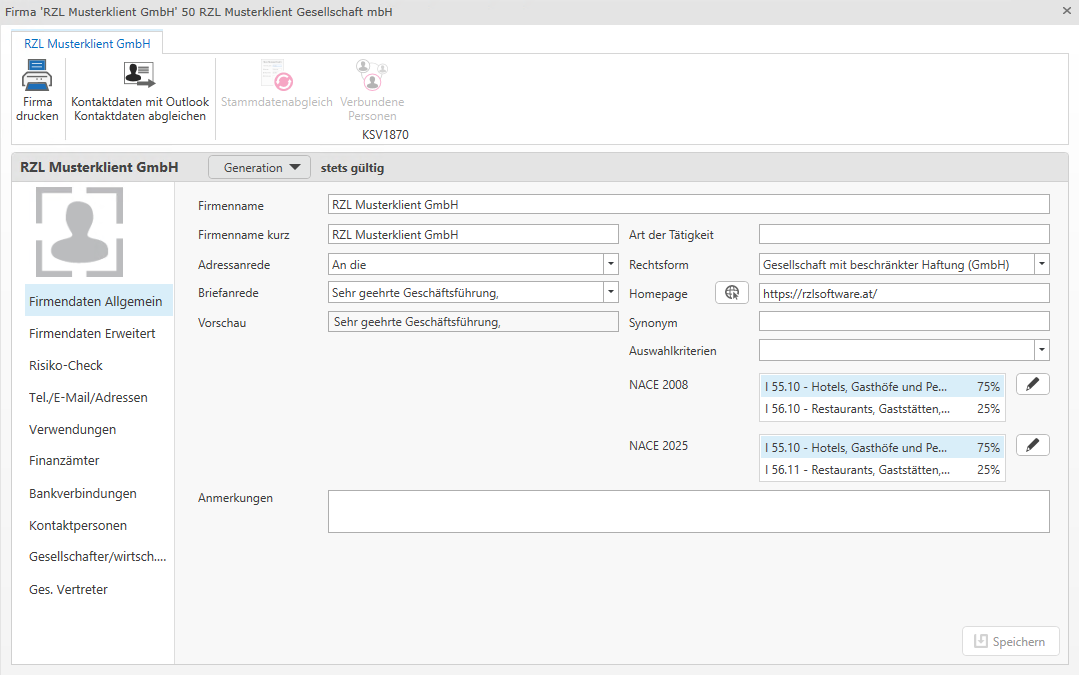 Firma 'RZL Musterklient GmbH' 50 RZL Musterklient Gesellschaft mbH
RZL Musterklient GmbH
Firma drucken
Kontaktdaten mit Outlook
Kontaktdaten abgleichen
Stammdatenabgleich
Verbundene Personen
KSV1870
RZL Musterklient GmbH
Generation
stets gültig
Firmendaten Allgemein
Firmendaten Erweitert
Risiko-Check
Tel./E-Mail/Adressen
Verwendungen
Finanzämter
Bankverbindungen
Kontaktpersonen
Gesellschafter/wirtsch....
Ges. Vertreter
Firmenname RZL Musterklient GmbH
Firmenname kurz RZL Musterklient GmbH Art der Tätigkeit
Adressanrede An die Rechtsform Gesellschaft mit beschränkter Haftung (GmbH)
Briefanrede Sehr geehrte Geschäftsführung, Homepage https://rzlsoftware.at/
Vorschau Sehr geehrte Geschäftsführung, Synonym
Auswahlkriterien
NACE 2008 I 55.10 - Hotels, Gasthöfe und Pe... 75%
I 56.10 - Restaurants, Gaststätten,... 25%
NACE 2025 I 55.10 - Hotels, Gasthöfe und Pe... 75%
I 56.11 - Restaurants, Gaststätten,... 25%
Anmerkungen
Speichern